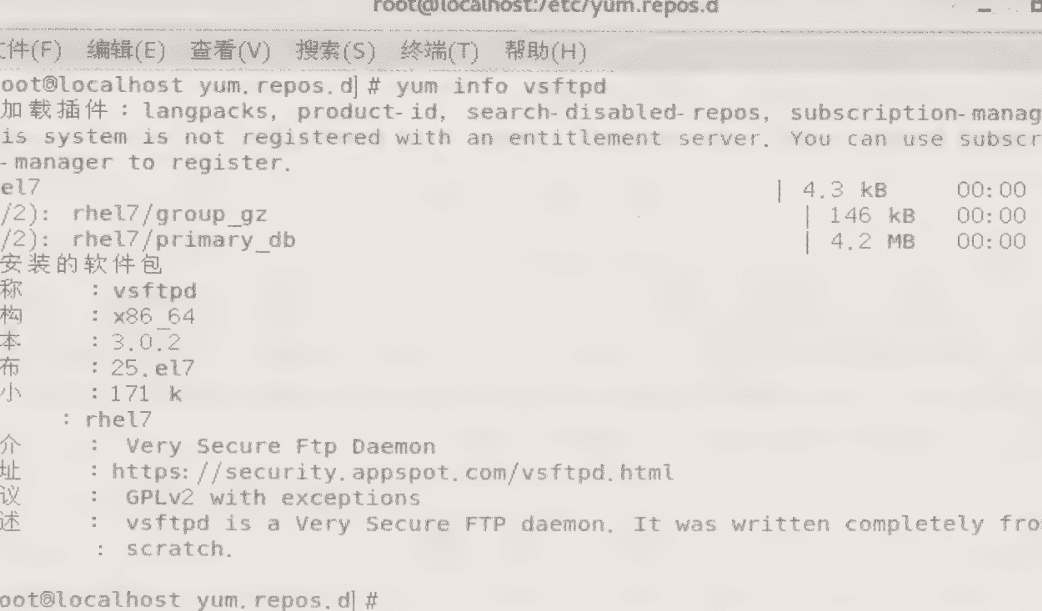 root@localhost:/etc/yum.repos.d
件(F) 编辑(E) 查看(V) 搜索(S) 终端(T) 帮助(H)
oot@localhost yum.repos.d]# yum info vsftpd
加载插件：langpacks, product-id, search-disabled-repos, subscription-manag
is system is not registered with an entitlement server. You can use subscr
-manager to register.
el7 | 4.3 kB 00:00
/2): rhel7/group_gz | 146 kB 00:00
/2): rhel7/primary_db | 4.2 MB 00:00
安装的软件包
称 : vsftpd
构 : x86_64
本 : 3.0.2
布 : 25.el7
小 : 171 k
: rhel7
介 : Very Secure Ftp Daemon
址 : https://security.appspot.com/vsftpd.html
议 : GPLv2 with exceptions
述 : vsftpd is a Very Secure FTP daemon. It was written completely fro
: scratch.
oot@localhost yum.repos.d]#